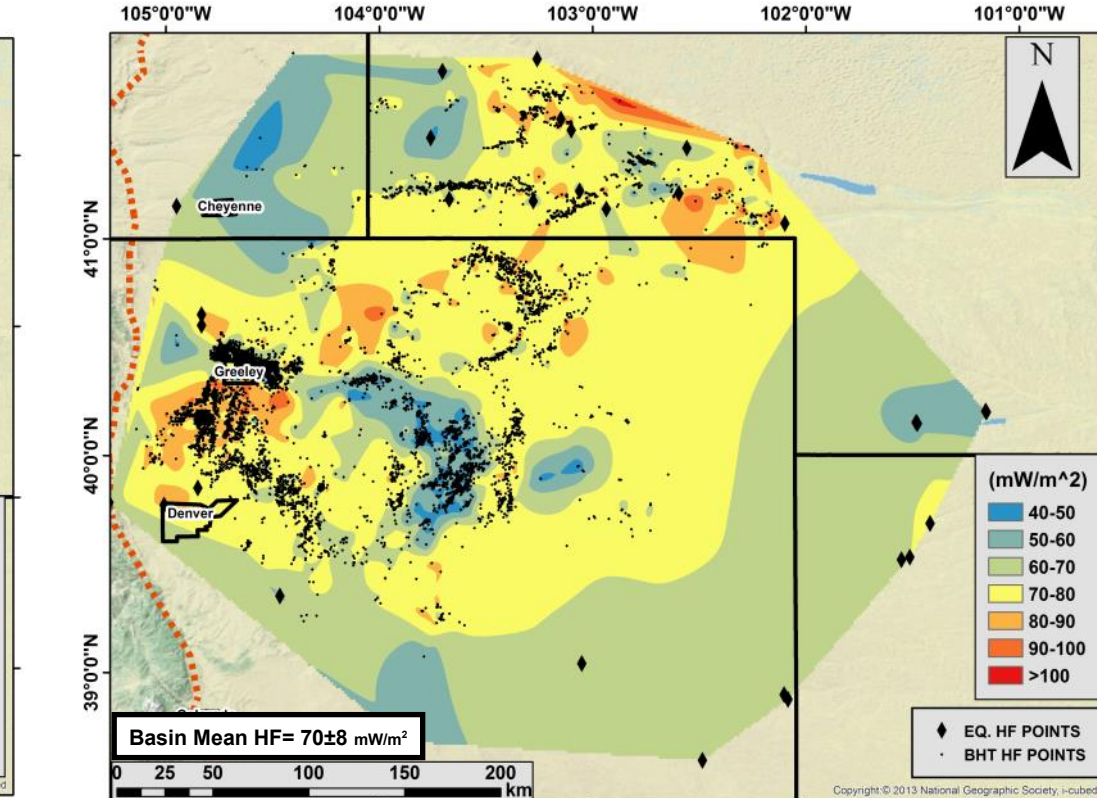 105°0'0"W
104°0'0"W
103°0'0"W
102°0'0"W
101°0'0"W
N
41°0'0"N
Cheyenne
Greeley
40°0'0"N
Denver
39°0'0"N
(mW/m^2)
40-50
50-60
60-70
70-80
80-90
90-100
>100
EQ. HF POINTS
BHT HF POINTS
Basin Mean HF= 70±8 mW/m²
0 25 50 100 150 200
km
Copyright:© 2013 National Geographic Society, i-cubed
d